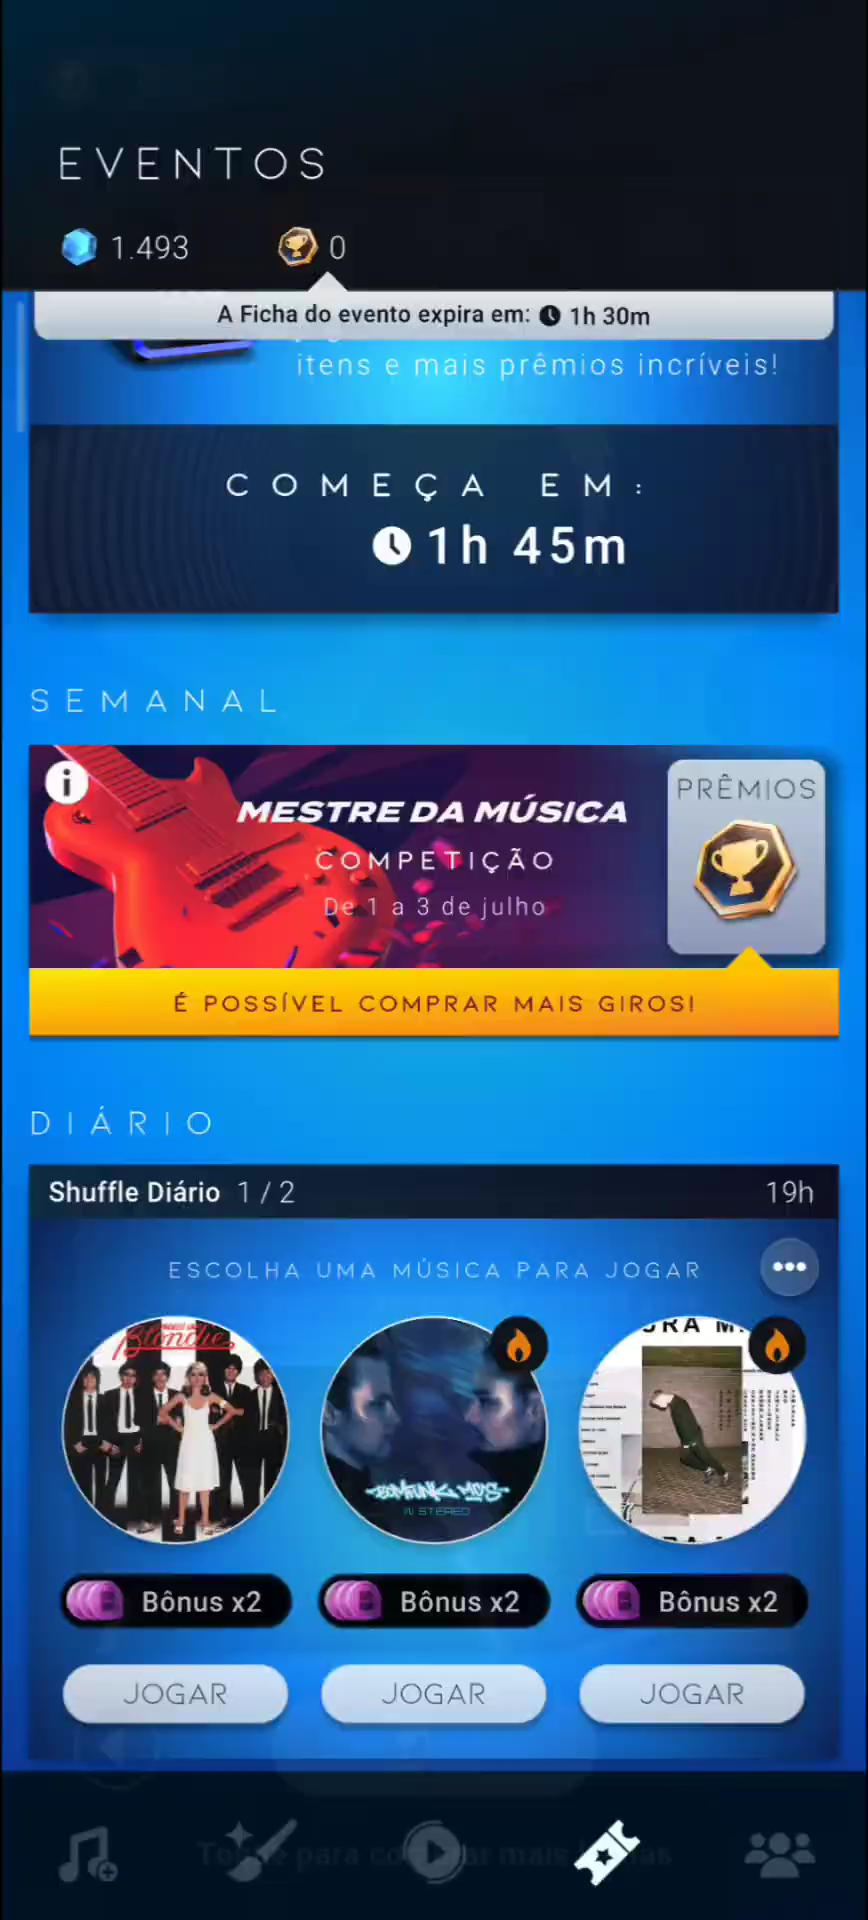 EVENTOS
1.493
0
A Ficha do evento expira em: 1h 30m
itens e mais prêmios incríveis!
COMEÇA EM:
1h 45m
SEMANAL
i
MESTRE DA MÚSICA
COMPETIÇÃO
De 1 a 3 de julho
PRÊMIOS
É POSSÍVEL COMPRAR MAIS GIROS!
DIÁRIO
Shuffle Diário 1 / 2
19h
ESCOLHA UMA MÚSICA PARA JOGAR
Blondie
BOMFUNK MC'S
IN STEREO
Bônus x2
Bônus x2
Bônus x2
JOGAR
JOGAR
JOGAR